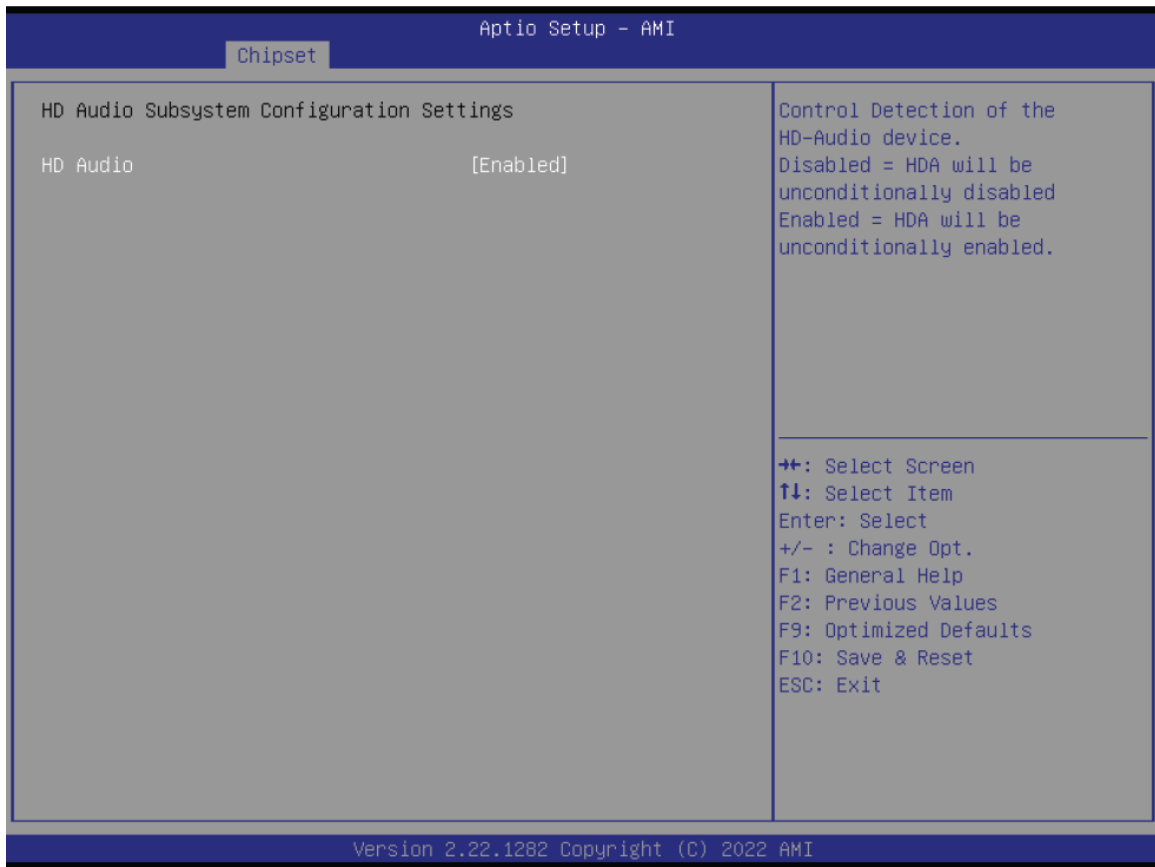 Aptio Setup – AMI
Chipset
HD Audio Subsystem Configuration Settings
HD Audio [Enabled]
Control Detection of the
HD-Audio device.
Disabled = HDA will be
unconditionally disabled
Enabled = HDA will be
unconditionally enabled.
→←: Select Screen
↑↓: Select Item
Enter: Select
+/- : Change Opt.
F1: General Help
F2: Previous Values
F9: Optimized Defaults
F10: Save & Reset
ESC: Exit
Version 2.22.1282 Copyright (C) 2022 AMI